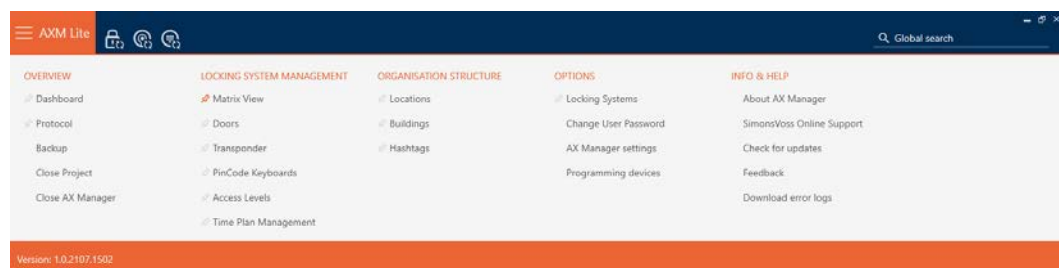 AXM Lite
Global search
OVERVIEW
Dashboard
Protocol
Backup
Close Project
Close AX Manager
LOCKING SYSTEM MANAGEMENT
Matrix View
Doors
Transponder
PinCode Keyboards
Access Levels
Time Plan Management
ORGANISATION STRUCTURE
Locations
Buildings
Hashtags
OPTIONS
Locking Systems
Change User Password
AX Manager settings
Programming devices
INFO & HELP
About AX Manager
SimonsVoss Online Support
Check for updates
Feedback
Download error logs
Version: 1.0.2107.1502